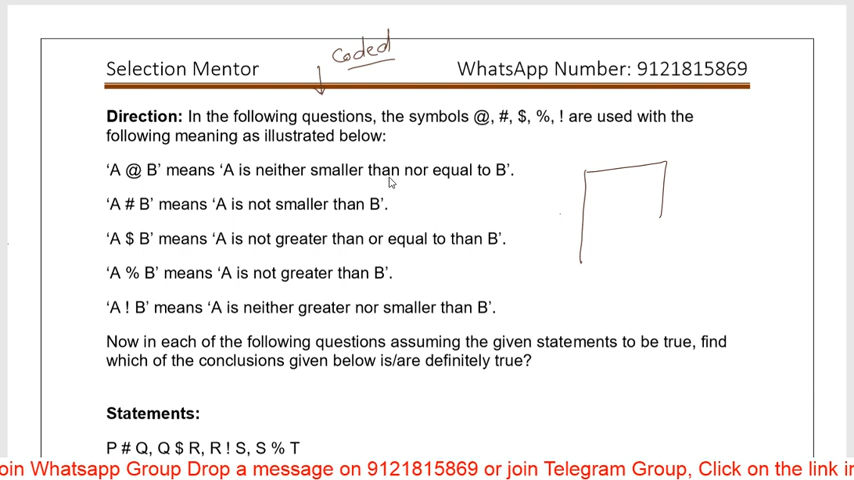 coded
Selection Mentor
WhatsApp Number: 9121815869
Direction: In the following questions, the symbols @, #, $, %, ! are used with the
following meaning as illustrated below:
‘A @ B’ means ‘A is neither smaller than nor equal to B’.
‘A # B’ means ‘A is not smaller than B’.
‘A $ B’ means ‘A is not greater than or equal to than B’.
‘A % B’ means ‘A is not greater than B’.
‘A ! B’ means ‘A is neither greater nor smaller than B’.
Now in each of the following questions assuming the given statements to be true, find
which of the conclusions given below is/are definitely true?
Statements:
P # Q, Q $ R, R ! S, S % T
oin Whatsapp Group Drop a message on 9121815869 or join Telegram Group, Click on the link in